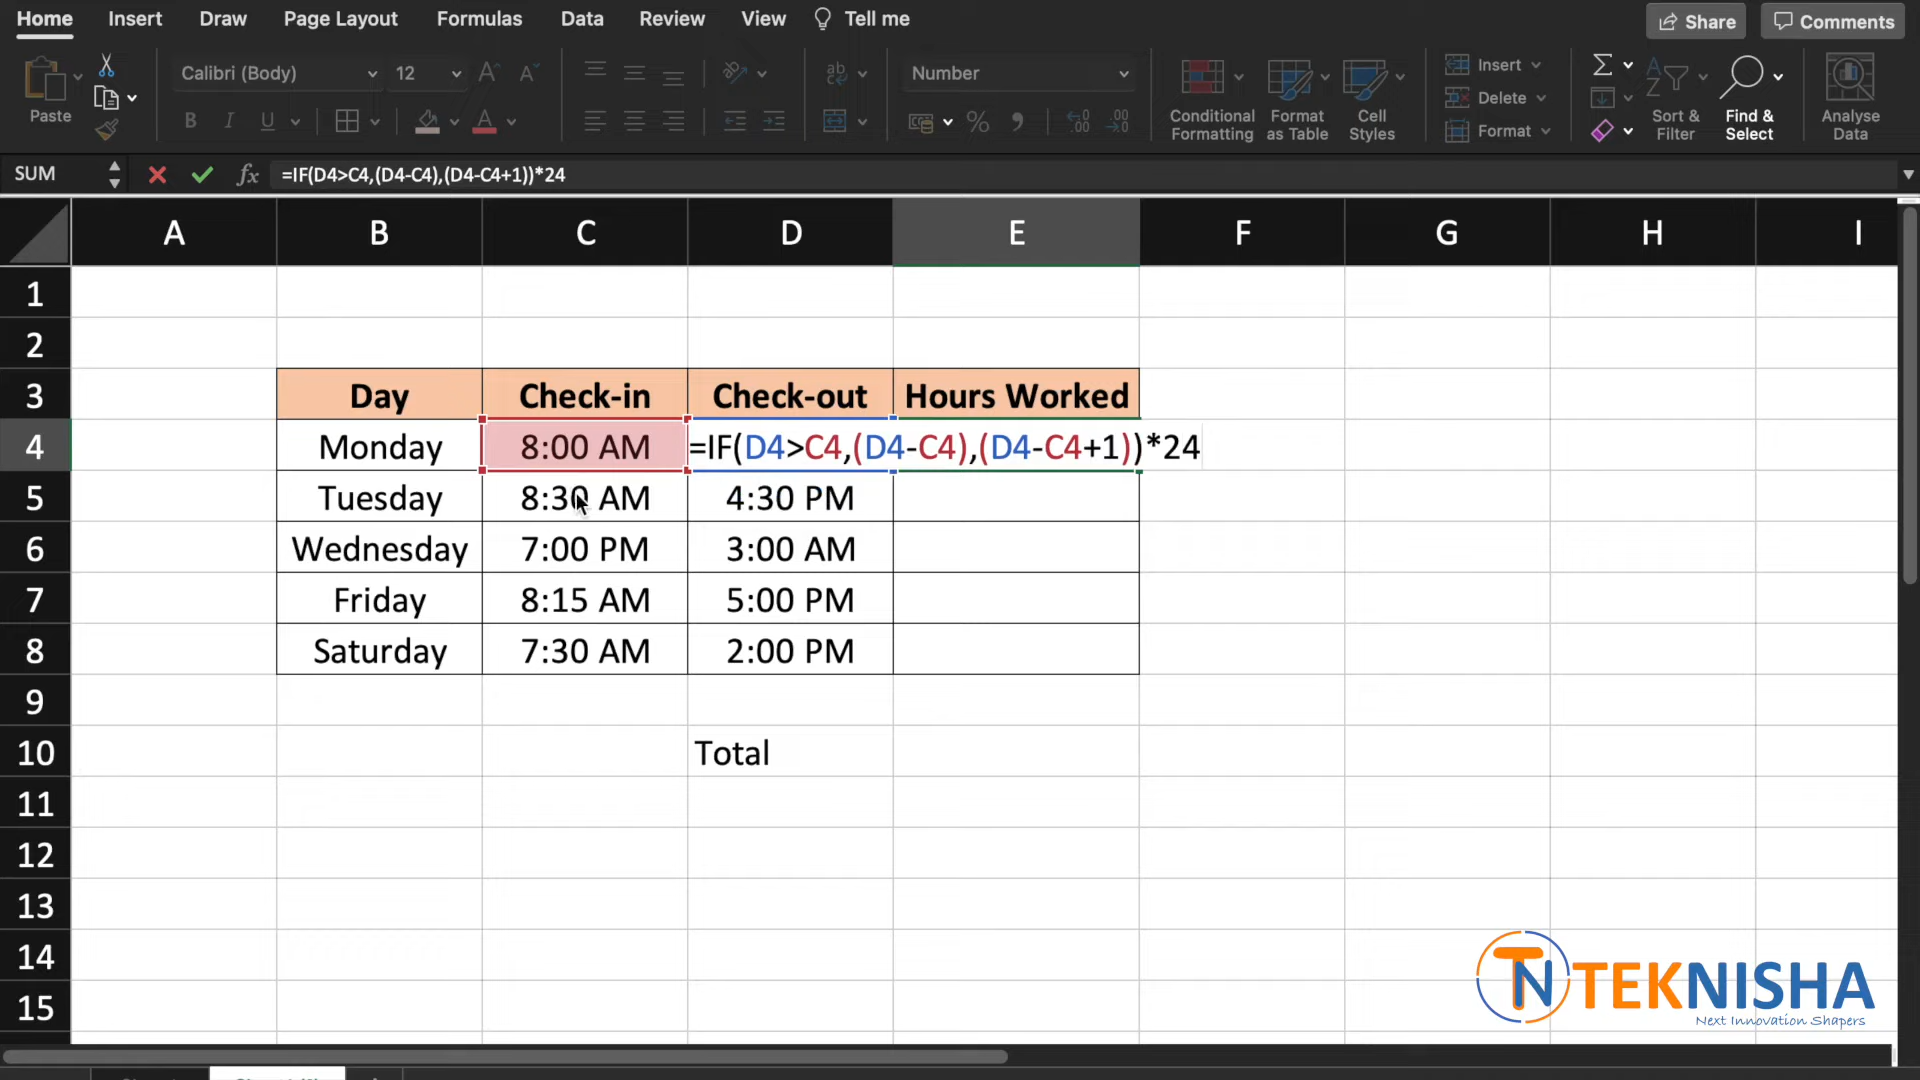 Home Insert Draw Page Layout Formulas Data Review View Tell me Share Comments
Paste Calibri (Body) 12 B I U Number Conditional Formatting Format as Table Cell Styles Insert Delete Format Sort & Filter Find & Select Analyse Data
SUM fx =IF(D4>C4,(D4-C4),(D4-C4+1))*24
A B C D E F G H I
1
2
3 Day Check-in Check-out Hours Worked
4 Monday 8:00 AM =IF(D4>C4,(D4-C4),(D4-C4+1))*24
5 Tuesday 8:30 AM 4:30 PM
6 Wednesday 7:00 PM 3:00 AM
7 Friday 8:15 AM 5:00 PM
8 Saturday 7:30 AM 2:00 PM
9
10 Total
11
12
13
14
15
TN TEKNISHA
Next Innovation Shapers